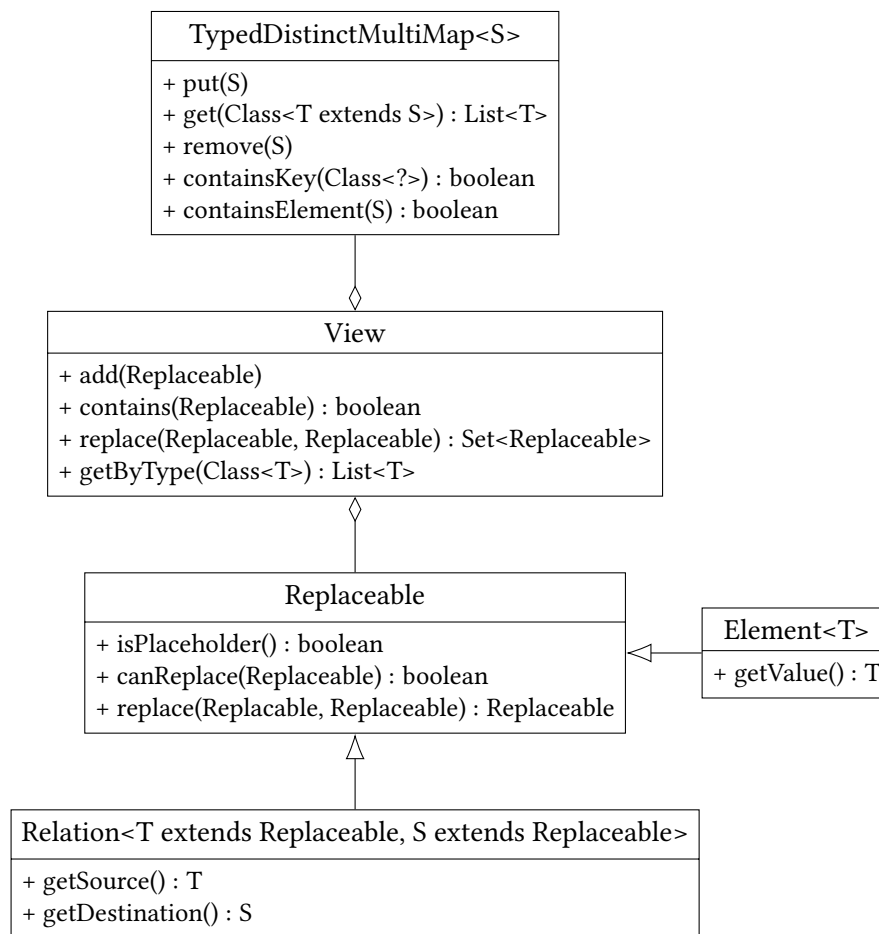 TypedDistinctMultiMap<S>
+ put(S)
+ get(Class<T extends S>) : List<T>
+ remove(S)
+ containsKey(Class<?>) : boolean
+ containsElement(S) : boolean
View
+ add(Replaceable)
+ contains(Replaceable) : boolean
+ replace(Replaceable, Replaceable) : Set<Replaceable>
+ getByType(Class<T>) : List<T>
Replaceable
+ isPlaceholder() : boolean
+ canReplace(Replaceable) : boolean
+ replace(Replacable, Replaceable) : Replaceable
Element<T>
+ getValue() : T
Relation<T extends Replaceable, S extends Replaceable>
+ getSource() : T
+ getDestination() : S